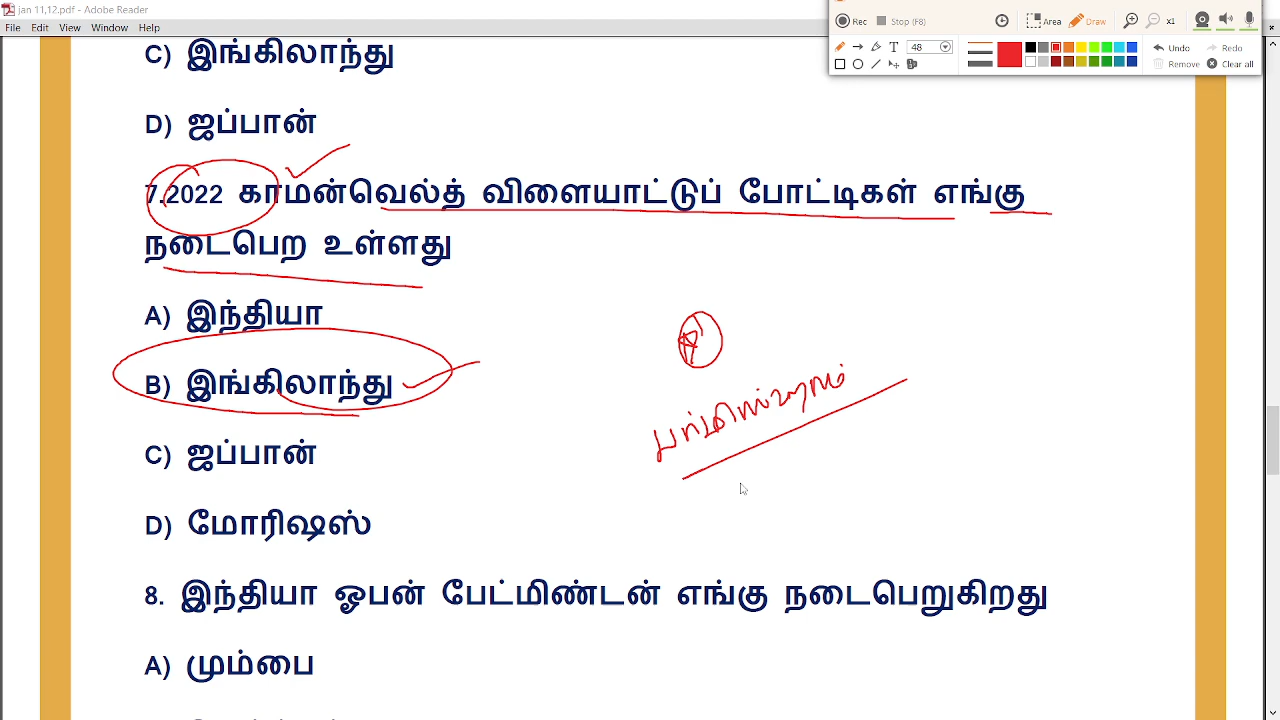 jan 11,12.pdf - Adobe Reader
File Edit View Window Help
Rec Stop (F8) Area Draw x1
T 48 Undo Redo
Remove Clear all
C) இங்கிலாந்து
D) ஜப்பான்
7.2022 காமன்வெல்த் விளையாட்டுப் போட்டிகள் எங்கு
நடைபெற உள்ளது
A) இந்தியா
B) இங்கிலாந்து
C) ஜப்பான்
D) மோரிஷஸ்
பர்மிங்ஹாம்
8. இந்தியா ஓபன் பேட்மிண்டன் எங்கு நடைபெறுகிறது
A) மும்பை